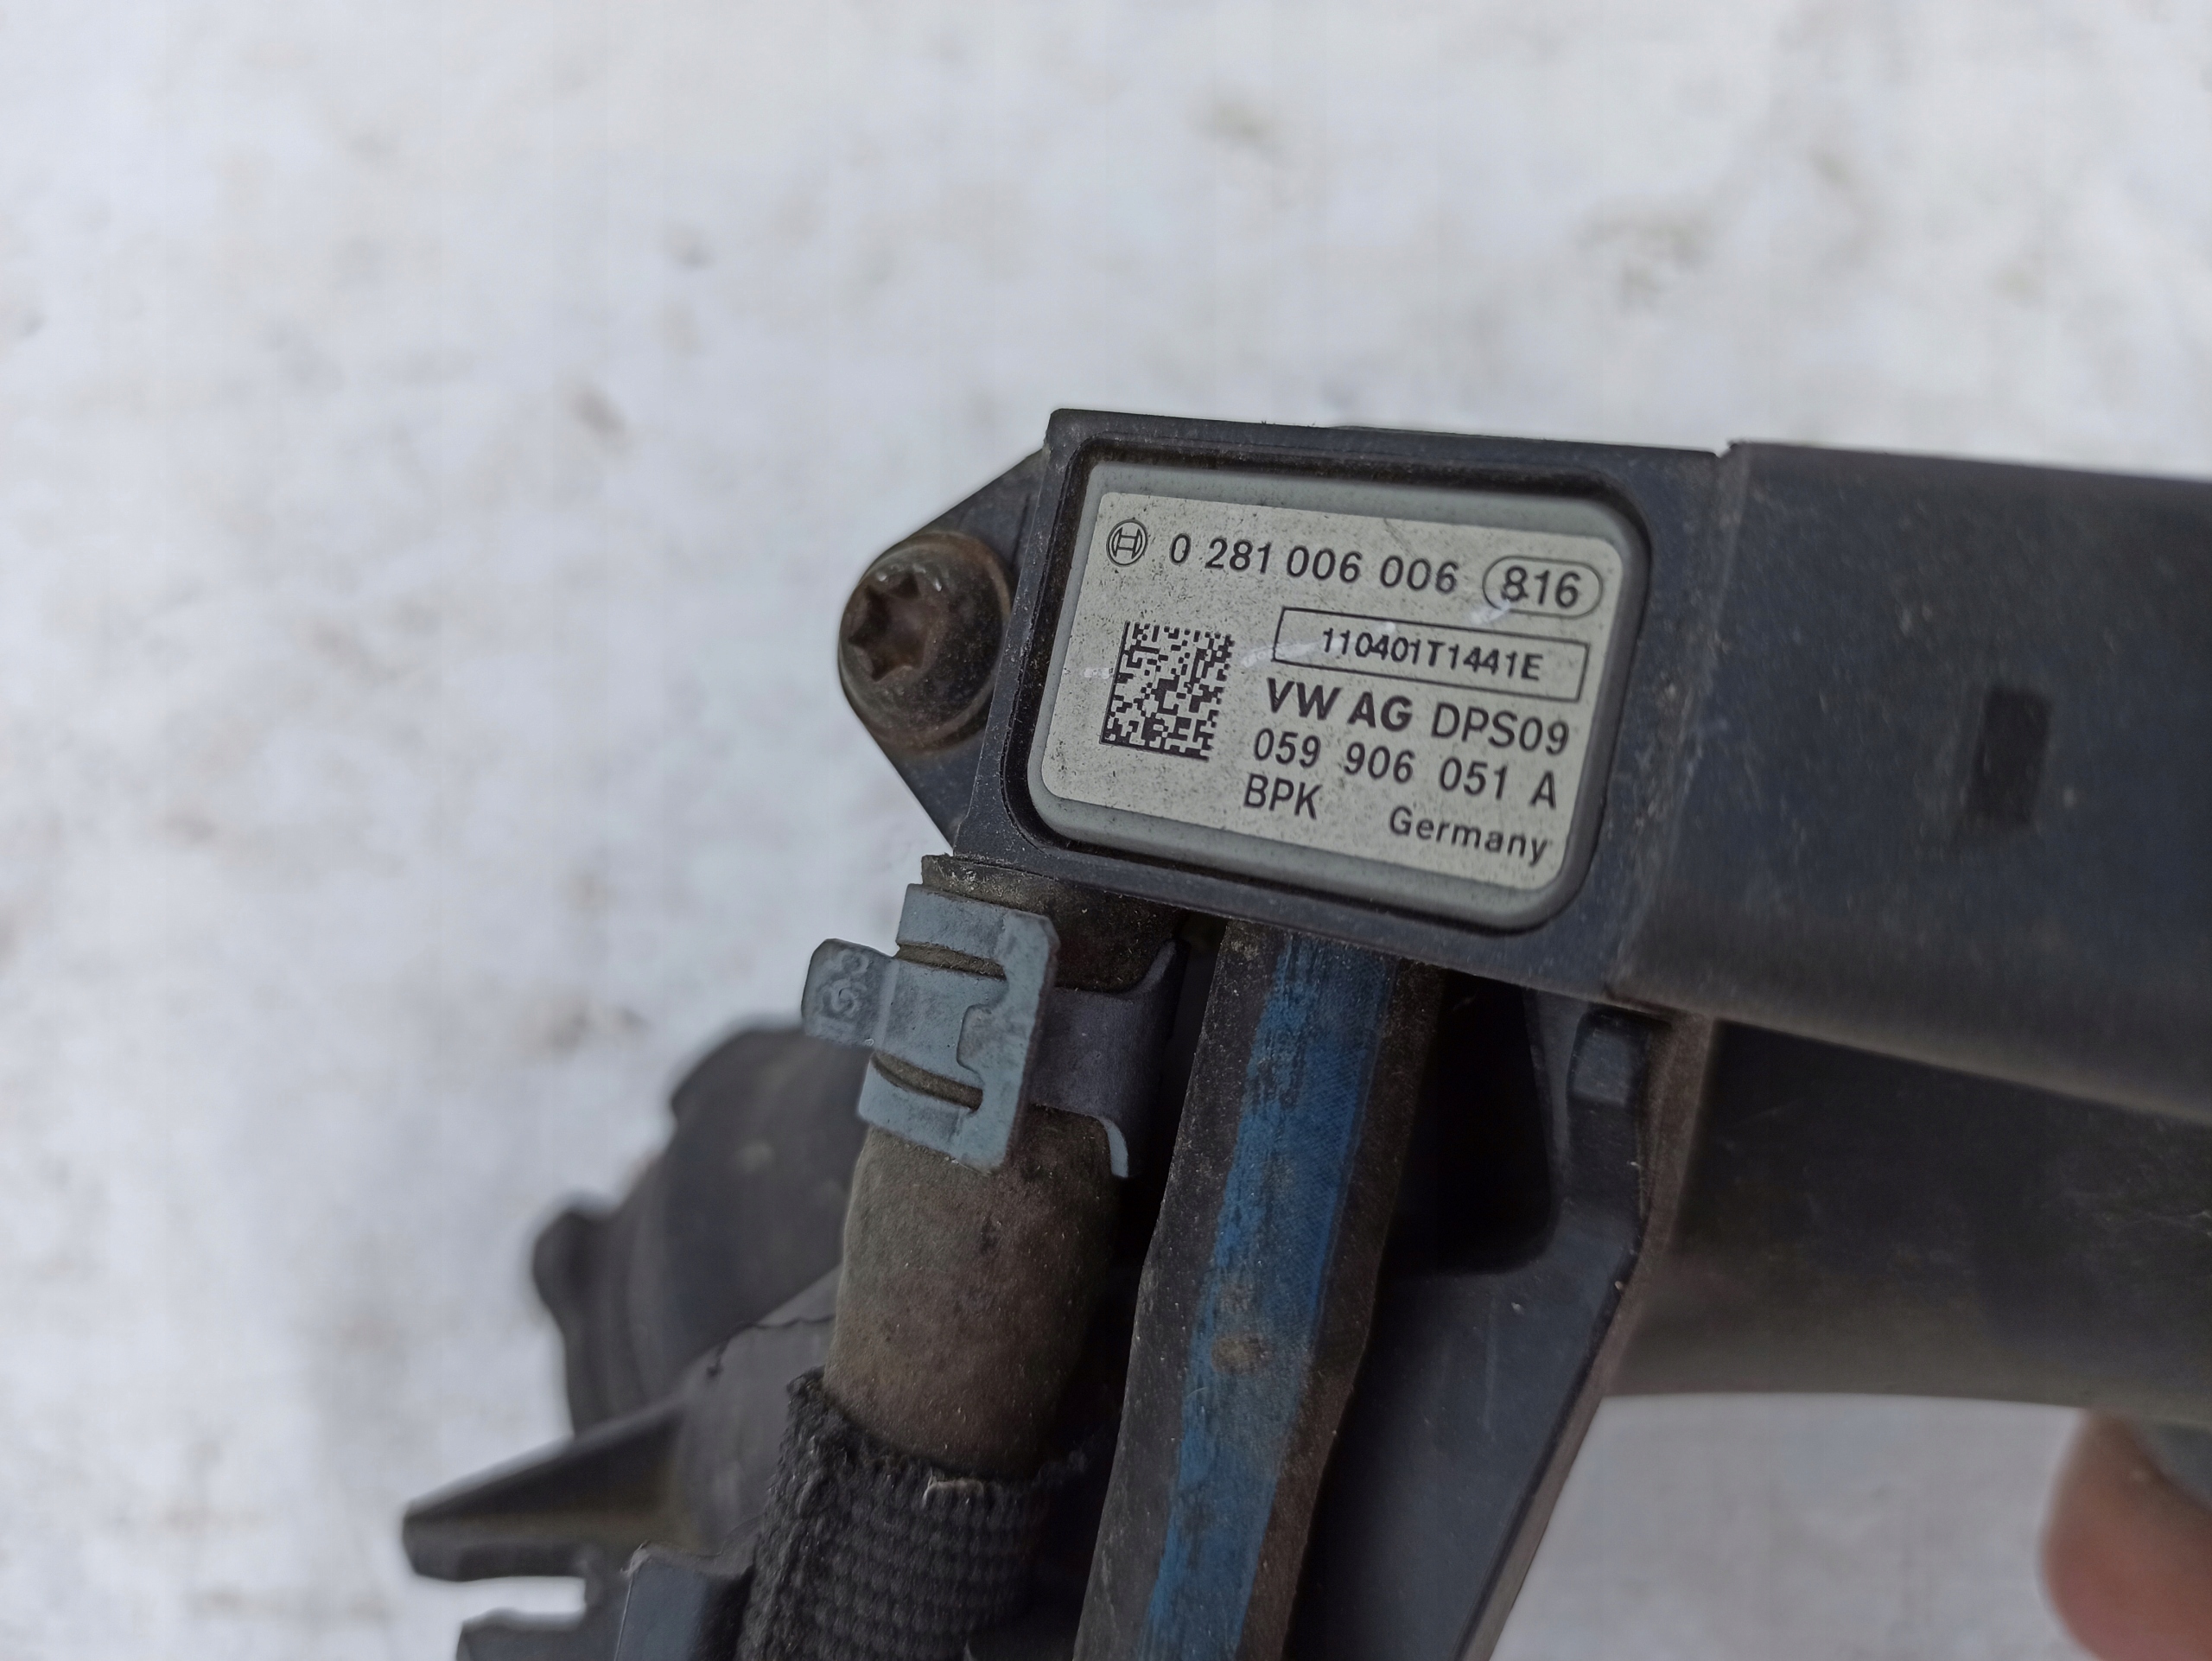 0 281 006 006 816
110401T1441E
VW AG DPS09
059 906 051 A
BPK Germany